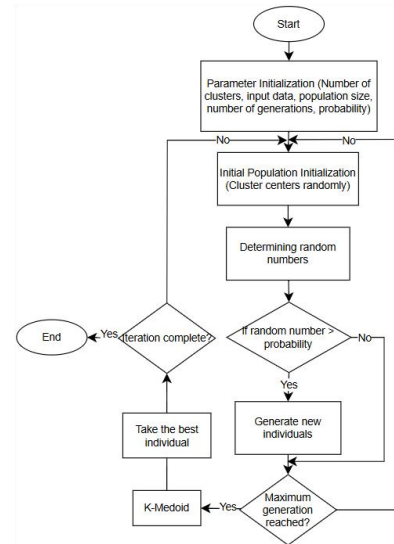 Start
Parameter Initialization (Number of
clusters, input data, population size,
number of generations, probability)
No
No
Initial Population Initialization
(Cluster centers randomly)
Determining random
numbers
If random number >
probability
No
Yes
Generate new
individuals
Maximum
generation
reached?
Yes
K-Medoid
Take the best
individual
Iteration complete?
Yes
End